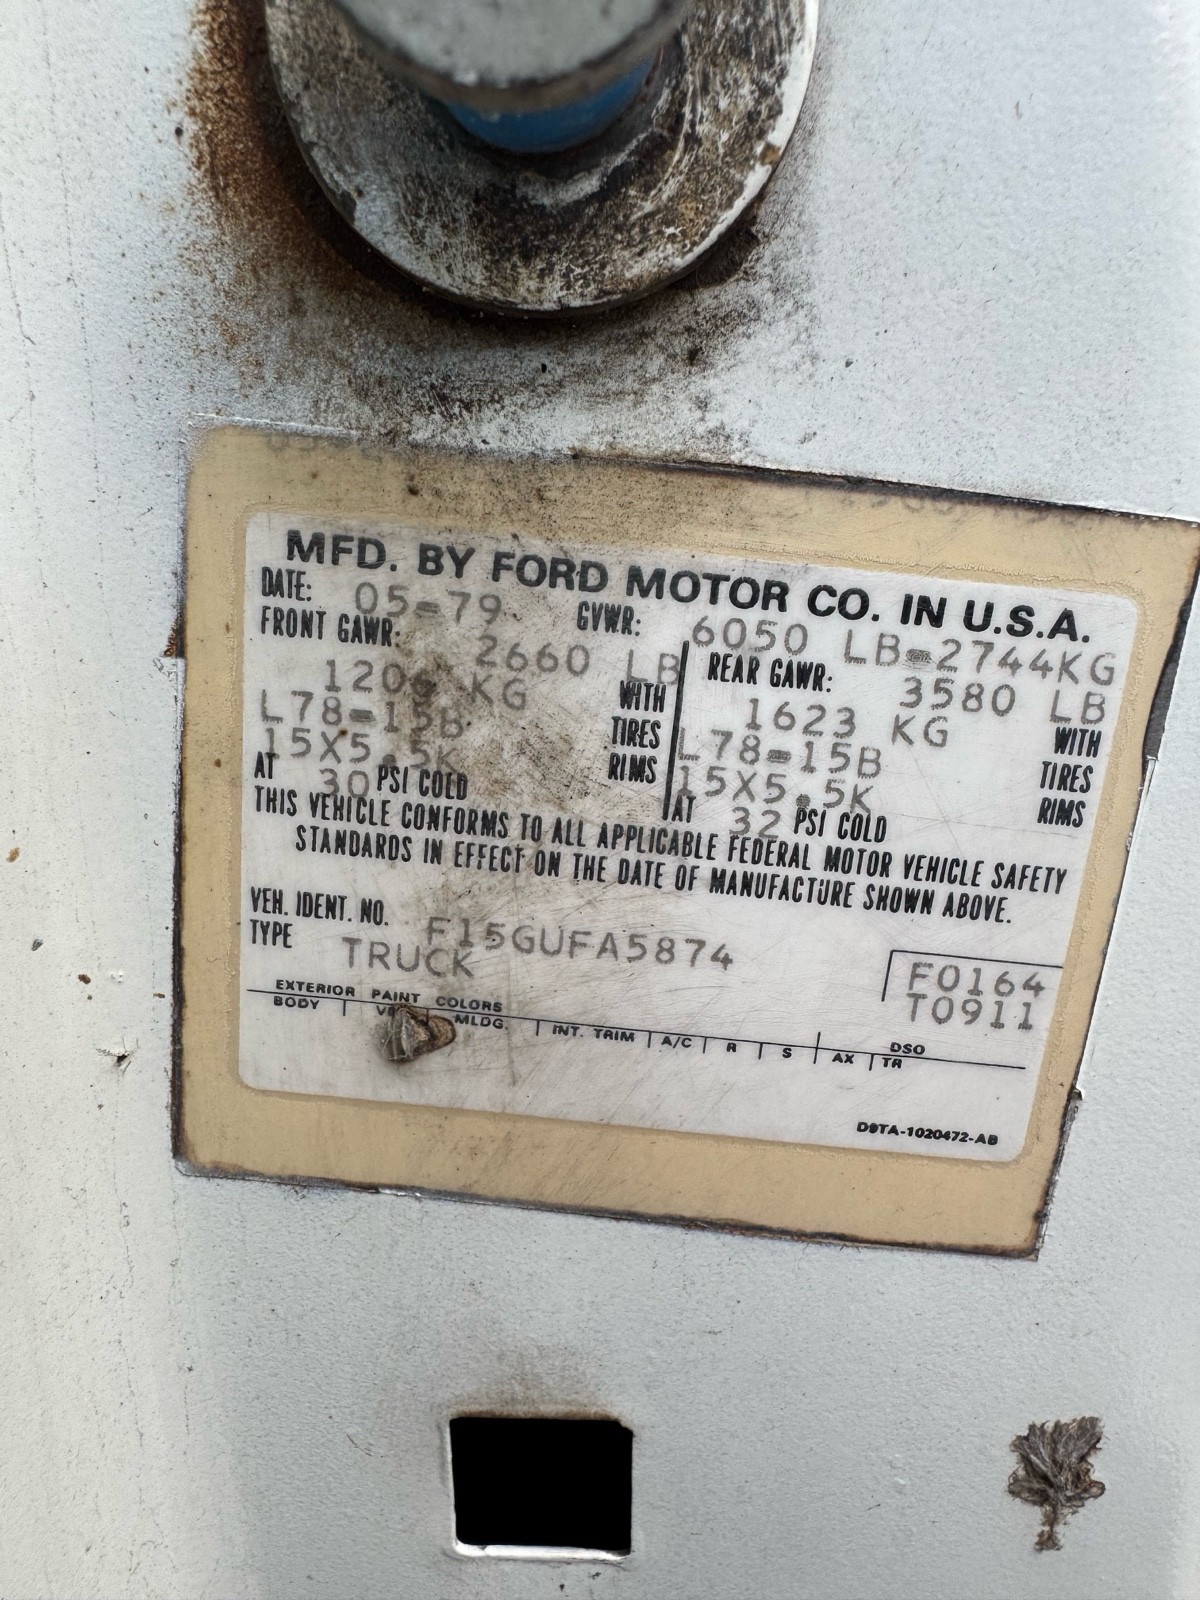 MFD. BY FORD MOTOR CO. IN U.S.A.
DATE: 05-79 GVWR: 6050 LB-2744KG
FRONT GAWR: 2660 LB REAR GAWR: 3580 LB
1206 KG WITH 1623 KG WITH
L78-15B TIRES L78-15B TIRES
15X5.5K RIMS 15X5.5K RIMS
AT 30 PSI COLD AT 32 PSI COLD
THIS VEHICLE CONFORMS TO ALL APPLICABLE FEDERAL MOTOR VEHICLE SAFETY
STANDARDS IN EFFECT ON THE DATE OF MANUFACTURE SHOWN ABOVE.
VEH. IDENT. NO. F15GUFA5874
TYPE TRUCK F0164
T0911
EXTERIOR PAINT COLORS DSO
BODY MLDG. INT. TRIM A/C R S AX TR
D9TA-1020472-AB